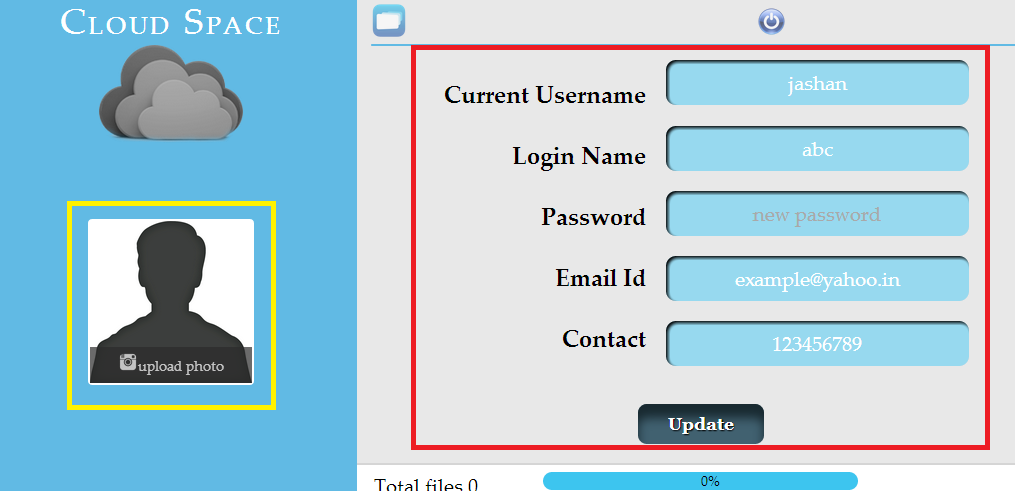 Cloud Space
upload photo
Current Username
jashan
Login Name
abc
Password
new password
Email Id
example@yahoo.in
Contact
123456789
Update
Total files 0
0%